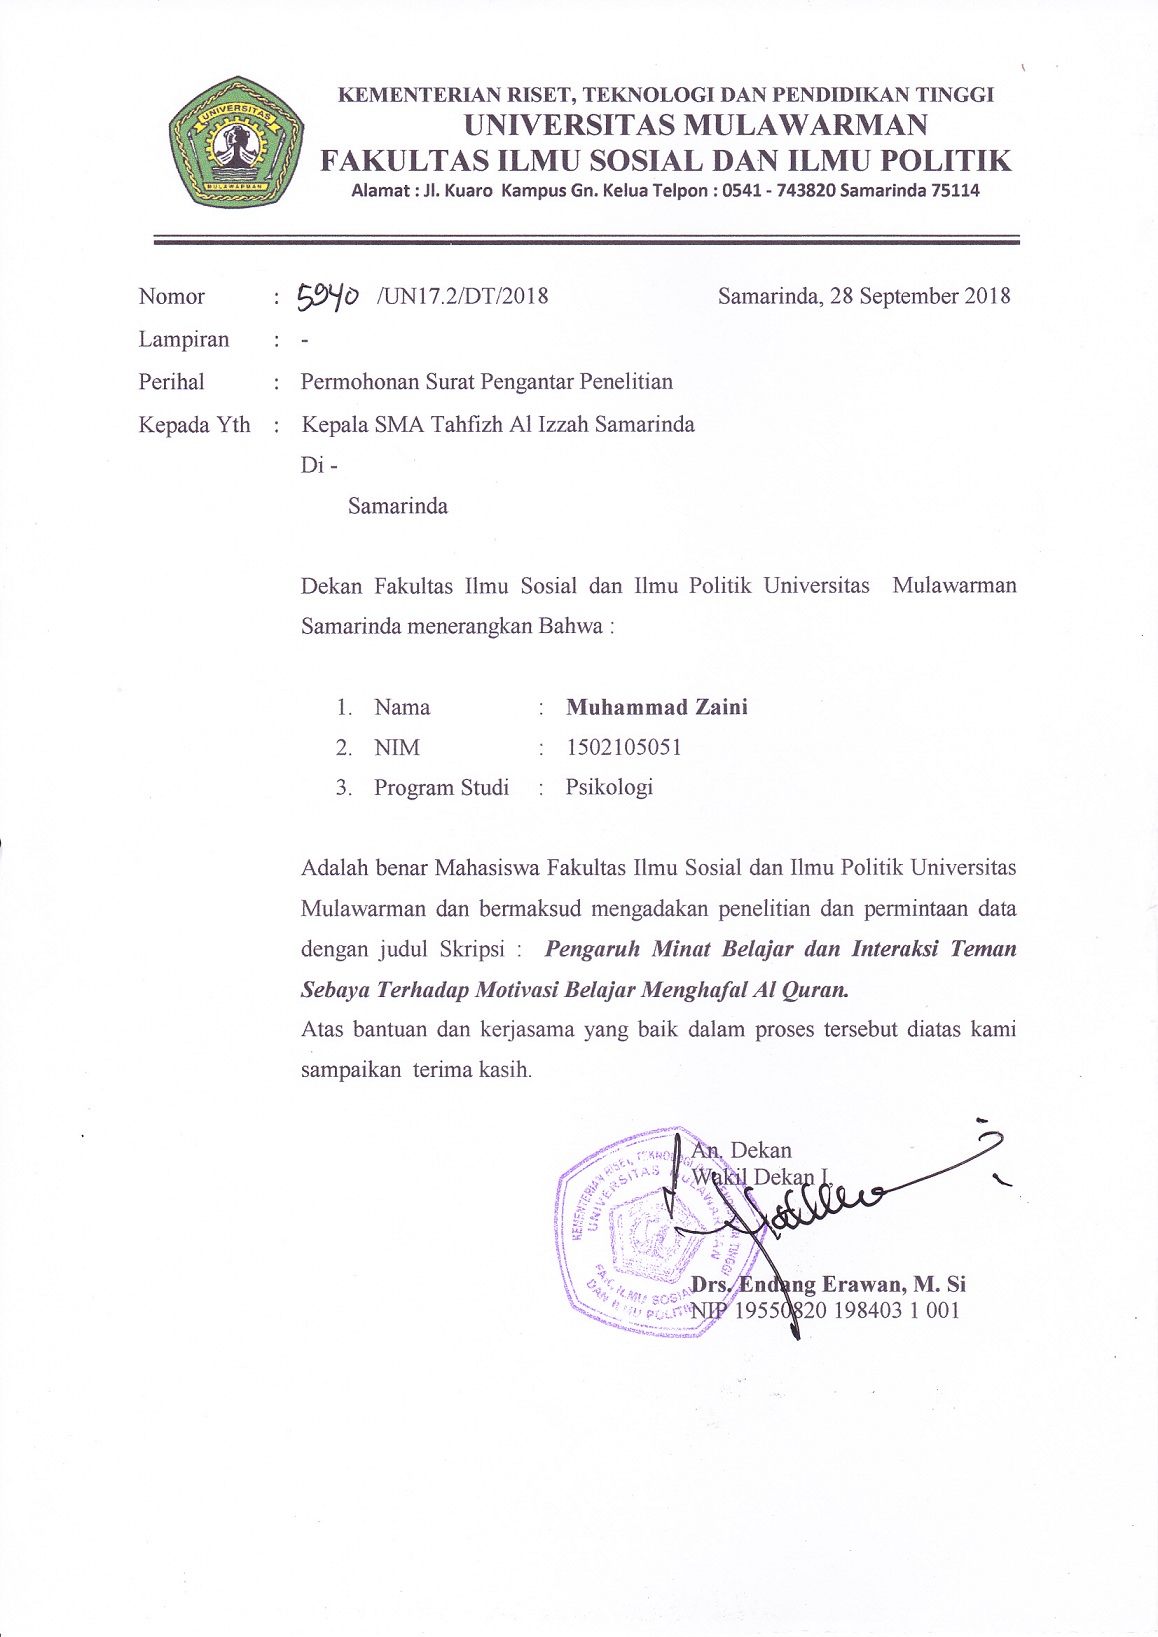 KEMENTERIAN RISET, TEKNOLOGI DAN PENDIDIKAN TINGGI
UNIVERSITAS MULAWARMAN
FAKULTAS ILMU SOSIAL DAN ILMU POLITIK
Alamat : Jl. Kuaro Kampus Gn. Kelua Telpon : 0541 - 743820 Samarinda 75114
UNIVERSITAS
MULAWARMAN
Nomor : 5940 /UN17.2/DT/2018 Samarinda, 28 September 2018
Lampiran : -
Perihal : Permohonan Surat Pengantar Penelitian
Kepada Yth : Kepala SMA Tahfizh Al Izzah Samarinda
Di -
Samarinda
Dekan Fakultas Ilmu Sosial dan Ilmu Politik Universitas Mulawarman
Samarinda menerangkan Bahwa :
1. Nama : Muhammad Zaini
2. NIM : 1502105051
3. Program Studi : Psikologi
Adalah benar Mahasiswa Fakultas Ilmu Sosial dan Ilmu Politik Universitas
Mulawarman dan bermaksud mengadakan penelitian dan permintaan data
dengan judul Skripsi : Pengaruh Minat Belajar dan Interaksi Teman
Sebaya Terhadap Motivasi Belajar Menghafal Al Quran.
Atas bantuan dan kerjasama yang baik dalam proses tersebut diatas kami
sampaikan terima kasih.
An. Dekan
Wakil Dekan I,
KEMENTERIAN RISET, TEKNOLOGI DAN PENDIDIKAN TINGGI
UNIVERSITAS MULAWARMAN
FAK. ILMU SOSIAL
DAN ILMU POLITIK
Drs. Endang Erawan, M. Si
NIP 19550820 198403 1 001